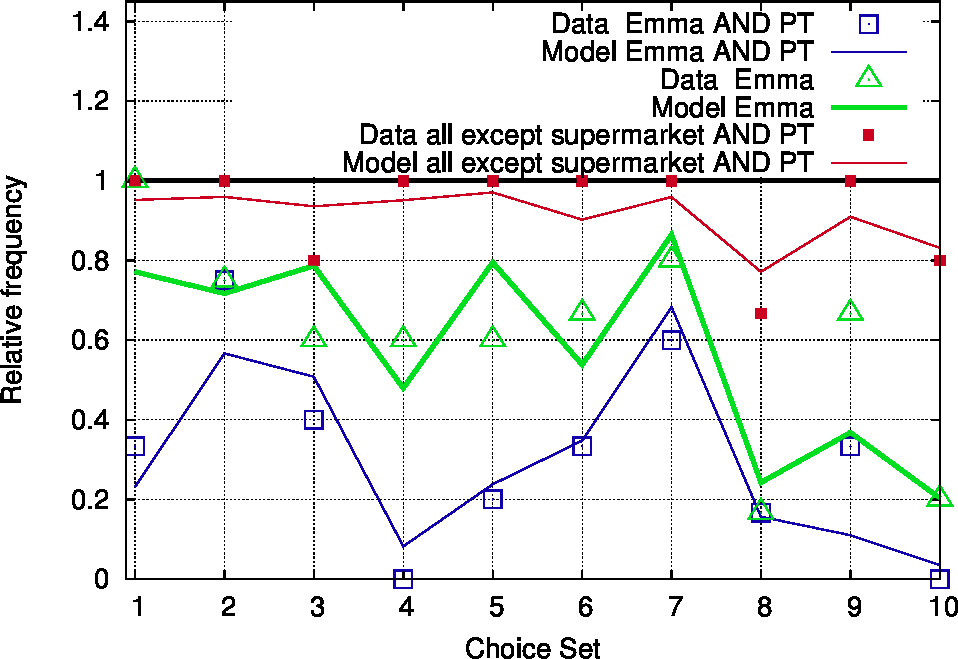 1.4
1.2
1
0.8
0.6
0.4
0.2
0
Relative frequency
Data Emma AND PT
Model Emma AND PT
Data Emma
Model Emma
Data all except supermarket AND PT
Model all except supermarket AND PT
1 2 3 4 5 6 7 8 9 10
Choice Set